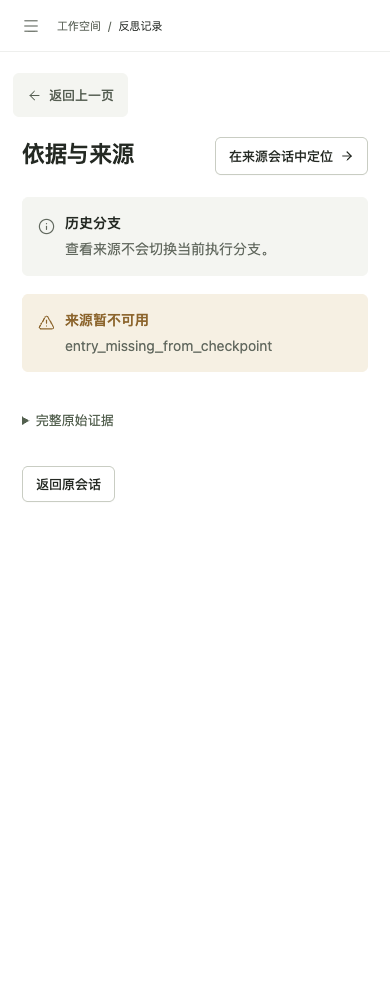 工作空间 / 反思记录
返回上一页
依据与来源
在来源会话中定位
历史分支
查看来源不会切换当前执行分支。
来源暂不可用
entry_missing_from_checkpoint
完整原始证据
返回原会话